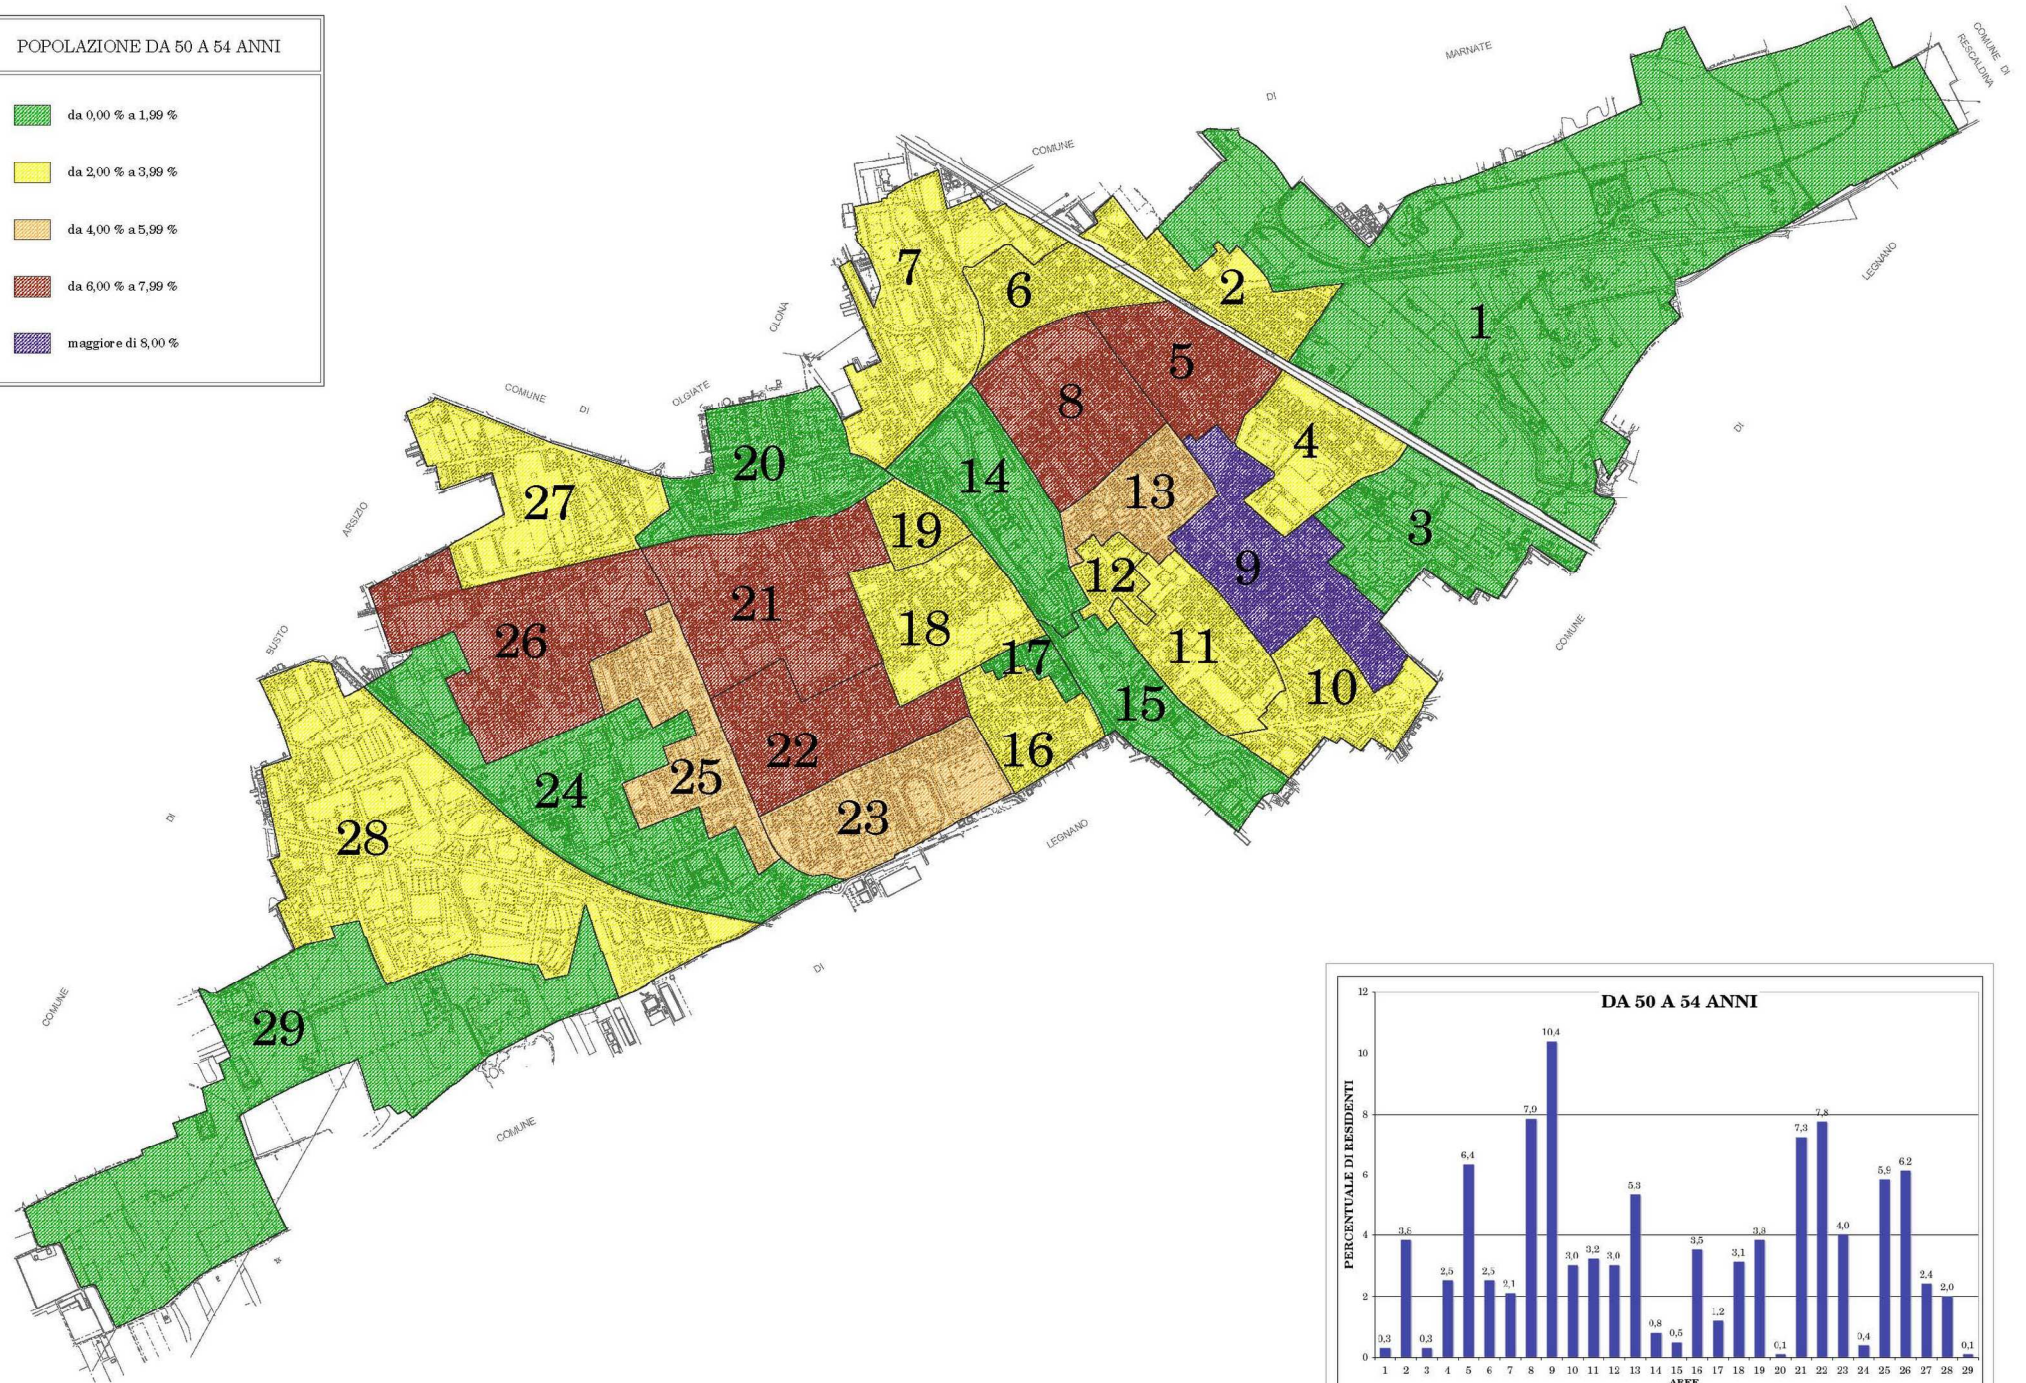 POPOLAZIONE DA 50 A 54 ANNI
da 0,00 % a 1,99 %
da 2,00 % a 3,99 %
da 4,00 % a 5,99 %
da 6,00 % a 7,99 %
maggiore di 8,00 %
COMUNE DI
RESCALDINA
MARNATE
DI
COMUNE
LEGNANO
DI
COMUNE
OLONA
OLGIATE
DI
COMUNE
ARSIZIO
BUSTO
DI
COMUNE
LEGNANO
DI
COMUNE
1
2
3
4
5
6
7
8
9
10
11
12
13
14
15
16
17
18
19
20
21
22
23
24
25
26
27
28
29
DA 50 A 54 ANNI
PERCENTUALE DI RESIDENTI
12
10
8
6
4
2
0
0,3 3,8 0,3 2,5 6,4 2,5 2,1 7,9 10,4 3,0 3,2 3,0 5,3 0,8 0,5 3,5 1,2 3,1 3,8 0,1 7,3 7,8 4,0 0,4 5,9 6,2 2,4 2,0 0,1
1 2 3 4 5 6 7 8 9 10 11 12 13 14 15 16 17 18 19 20 21 22 23 24 25 26 27 28 29
AREE